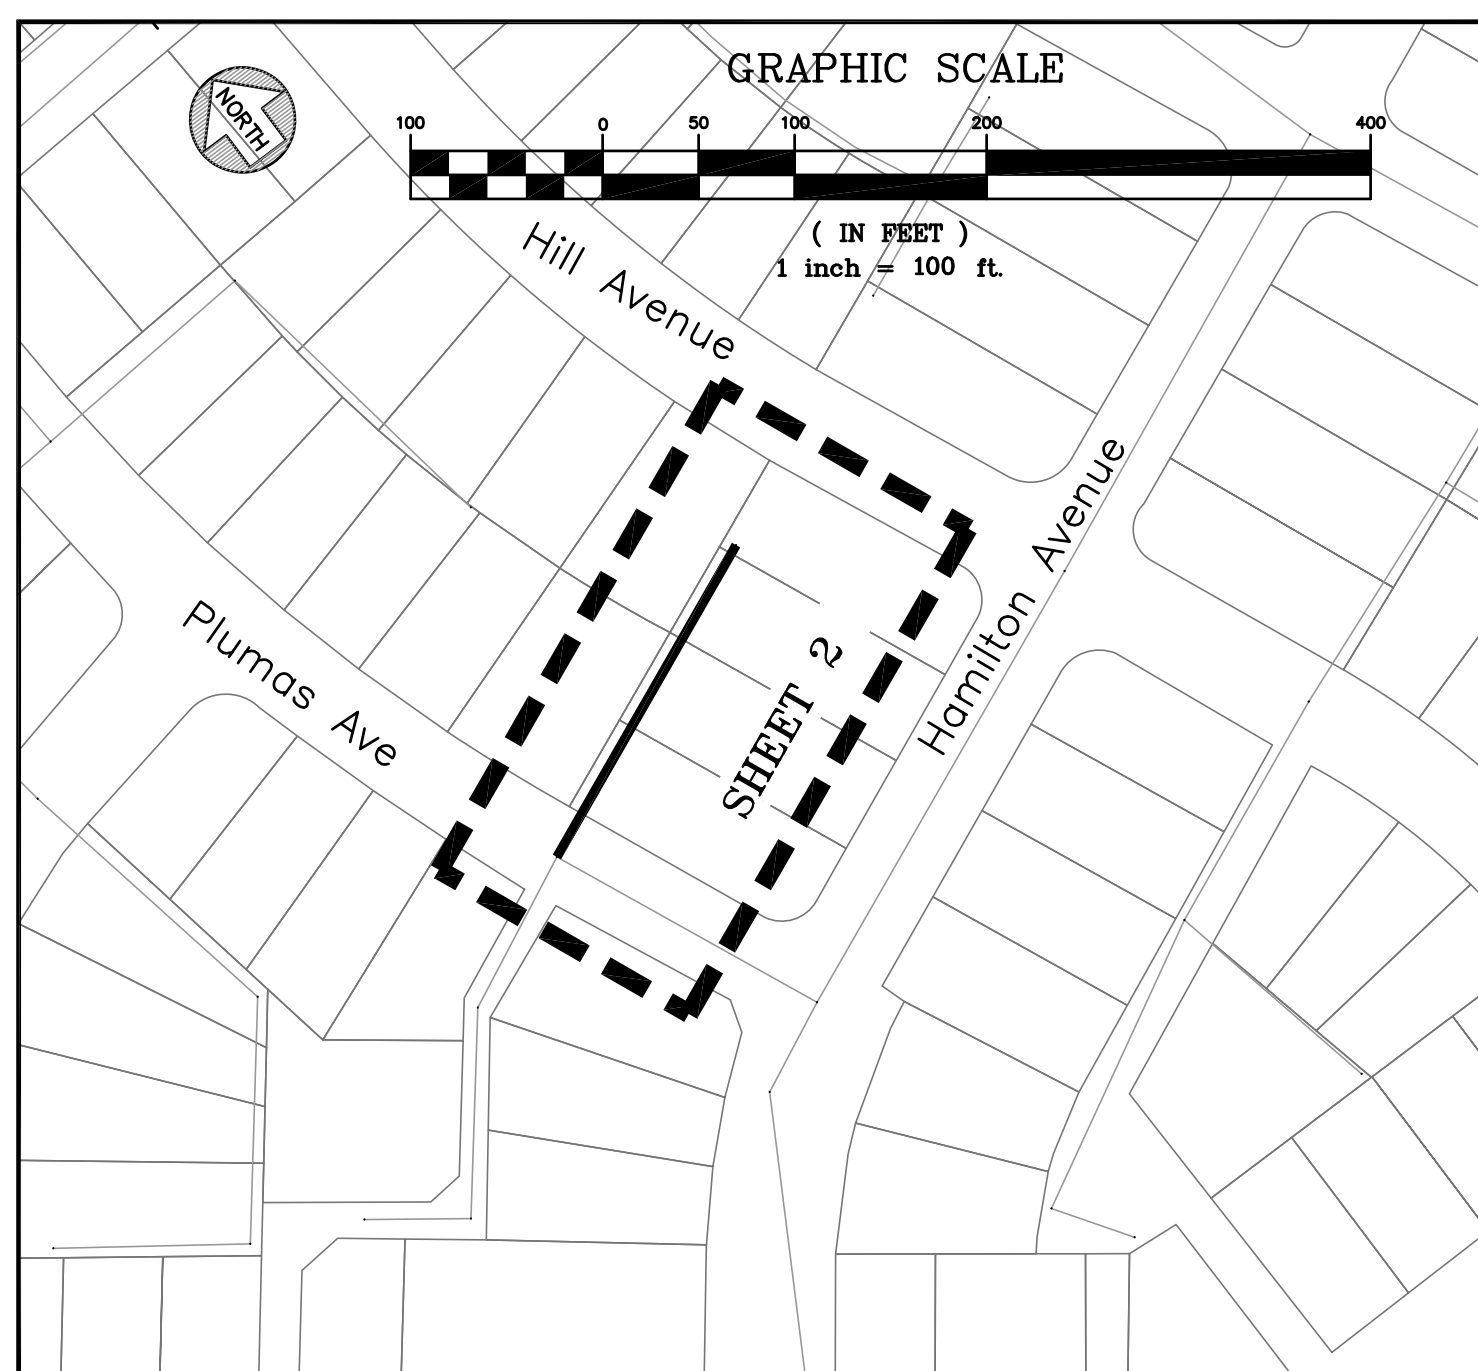 GRAPHIC SCALE
NORTH
100 0 50 100 200 400
( IN FEET )
1 inch = 100 ft.
Hill Avenue
Hamilton Avenue
Plumas Ave
SHEET 2